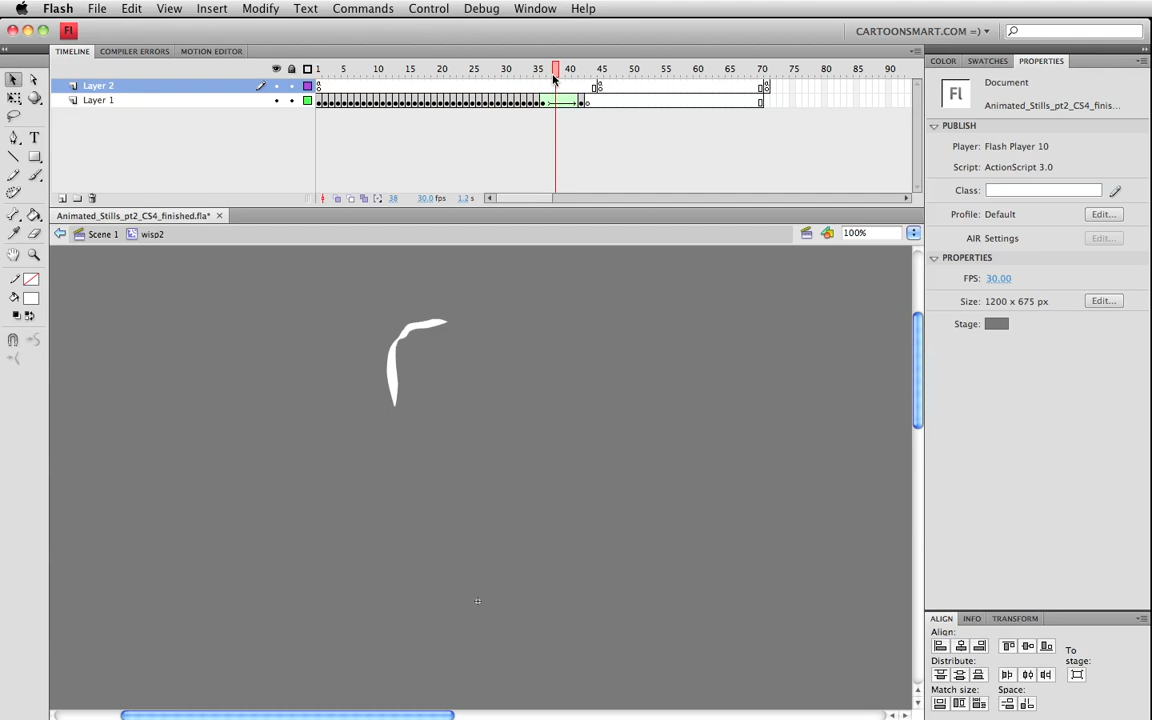 Flash File Edit View Insert Modify Text Commands Control Debug Window Help
Fl CARTOONSMART.COM =)
TIMELINE COMPILER ERRORS MOTION EDITOR
1 5 10 15 20 25 30 35 40 45 50 55 60 65 70 75 80 85 90
Layer 2
Layer 1
38 30.0 fps 1.2 s
Animated_Stills_pt2_CS4_finished.fla*
Scene 1 wisp2 100%
COLOR SWATCHES PROPERTIES
Document
Fl
Animated_Stills_pt2_CS4_finis...
PUBLISH
Player: Flash Player 10
Script: ActionScript 3.0
Class:
Profile: Default Edit...
AIR Settings Edit...
PROPERTIES
FPS: 30.00
Size: 1200 x 675 px Edit...
Stage:
ALIGN INFO TRANSFORM
Align:
To
stage:
Distribute:
Match size: Space: